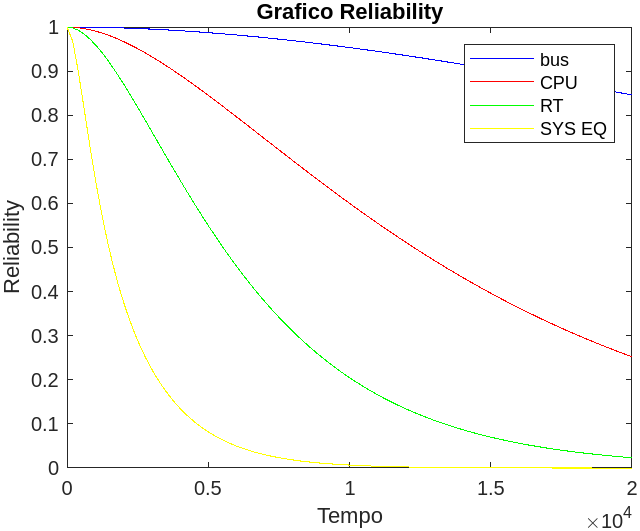 Grafico Reliability
1
0.9
0.8
0.7
0.6
0.5
0.4
0.3
0.2
0.1
0
Reliability
bus
CPU
RT
SYS EQ
0 0.5 1 1.5 2
Tempo
×10⁴